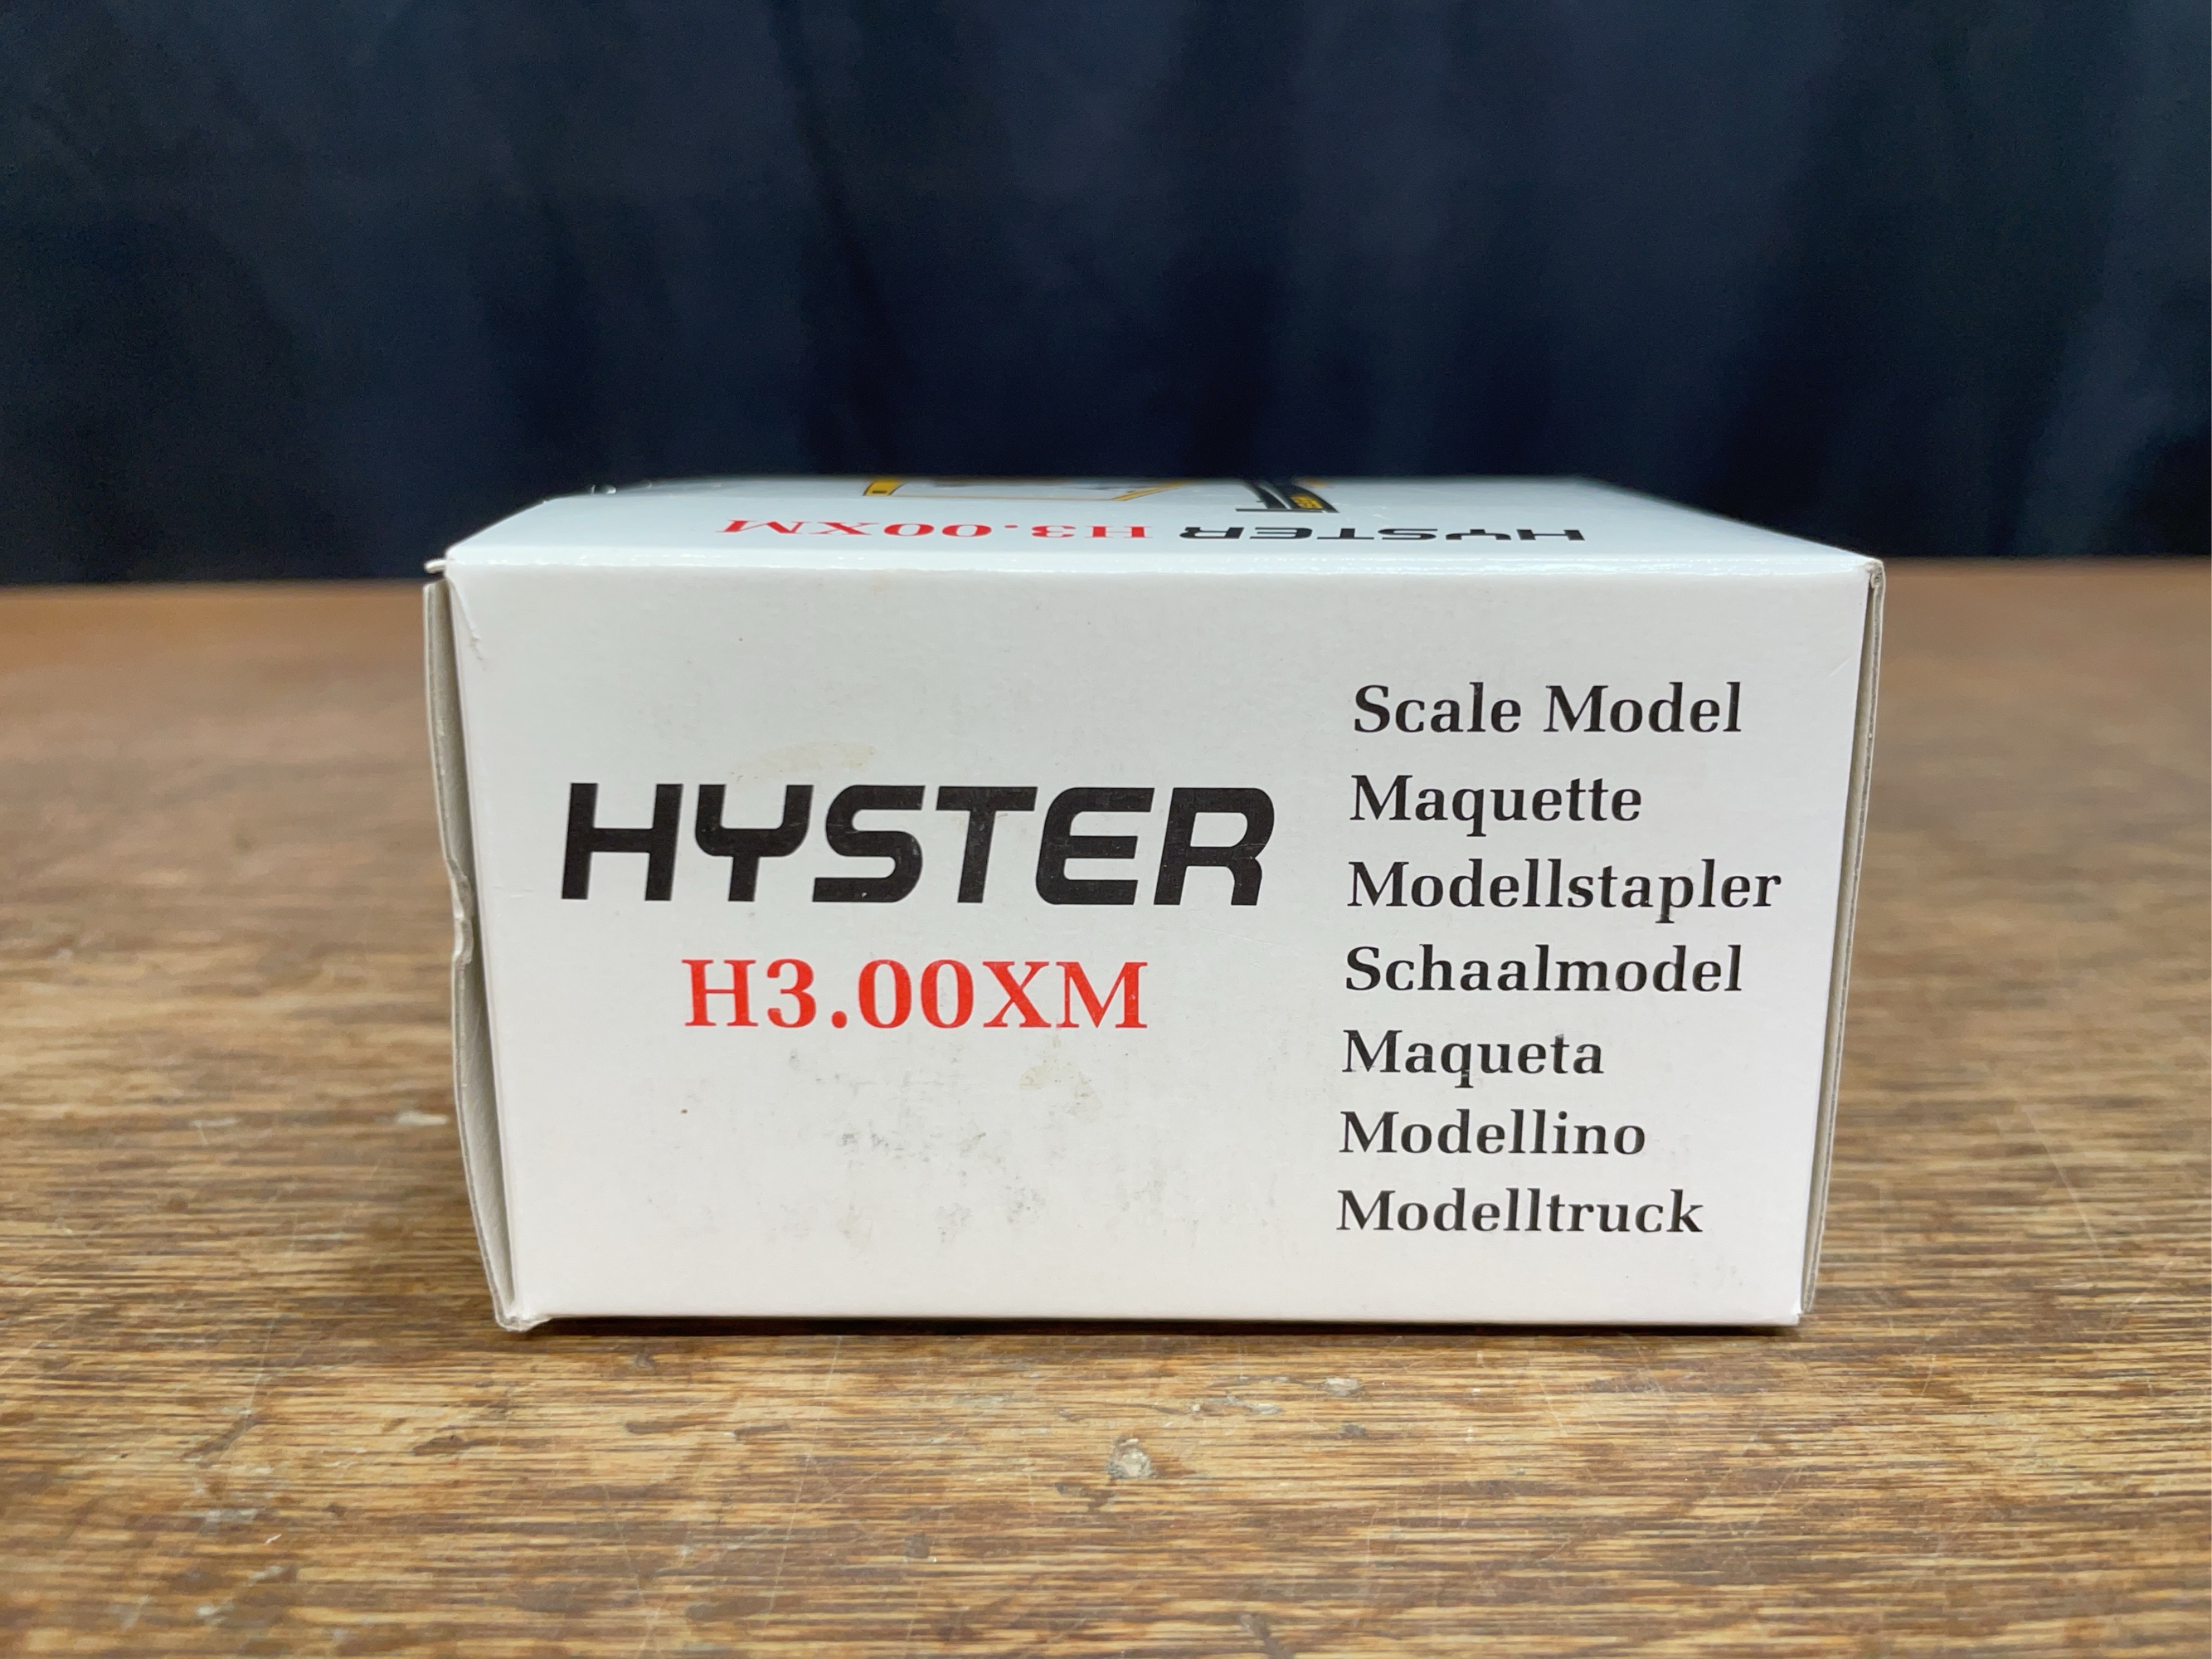 HYSTER H3.00XM
HYSTER
H3.00XM
Scale Model
Maquette
Modellstapler
Schaalmodel
Maqueta
Modellino
Modelltruck